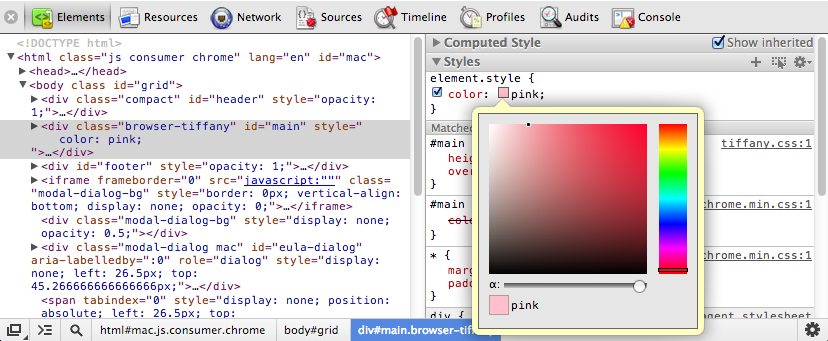 Elements Resources Network Sources Timeline Profiles Audits Console
<!DOCTYPE html>
<html class="js consumer chrome" lang="en" id="mac">
<head>…</head>
<body class id="grid">
<div class="compact" id="header" style="opacity:
1;">…</div>
<div class="browser-tiffany" id="main" style="
color: pink;
">…</div>
<div id="footer" style="opacity: 1;">…</div>
<iframe frameborder="0" src="javascript:""" class=
"modal-dialog-bg" style="border: 0px; vertical-align:
bottom; display: none; opacity: 0;">…</iframe>
<div class="modal-dialog-bg" style="display: none;
opacity: 0.5;"></div>
<div class="modal-dialog mac" id="eula-dialog"
aria-labelledby=":0" role="dialog" style="display:
none; left: 26.5px; top:
45.266666666666666px;">…</div>
<span tabindex="0" style="display: none; position:
absolute; left: 26.5px; top:
Computed Style Show inherited
Styles
element.style {
color: pink;
}
Matched
#main tiffany.css:1
heig
over
}
#main chrome.min.css:1
colo
}
* { chrome.min.css:1
marg
padd
}
div { agent stylesheet
α:
pink
html#mac.js.consumer.chrome body#grid div#main.browser-tiff